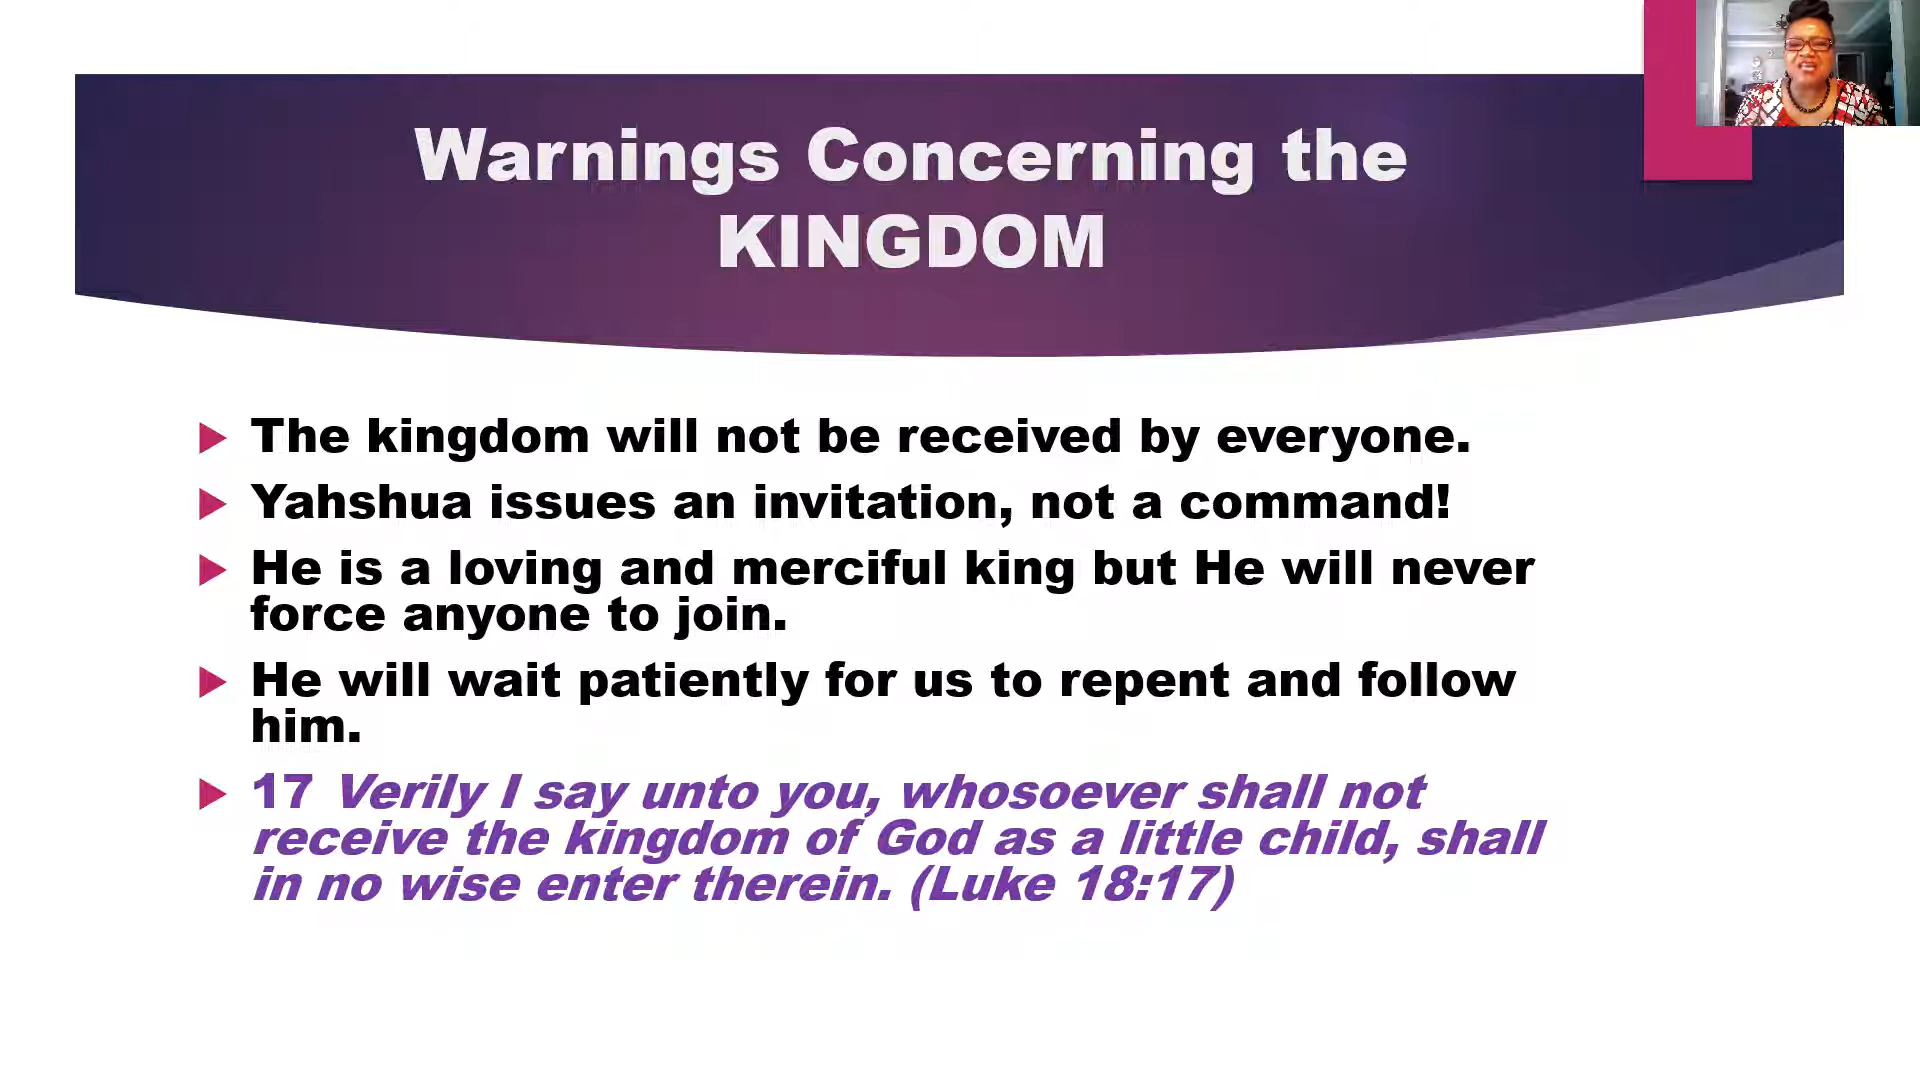 Warnings Concerning the
KINGDOM
The kingdom will not be received by everyone.
Yahshua issues an invitation, not a command!
He is a loving and merciful king but He will never
force anyone to join.
He will wait patiently for us to repent and follow
him.
17 Verily I say unto you, whosoever shall not
receive the kingdom of God as a little child, shall
in no wise enter therein. (Luke 18:17)